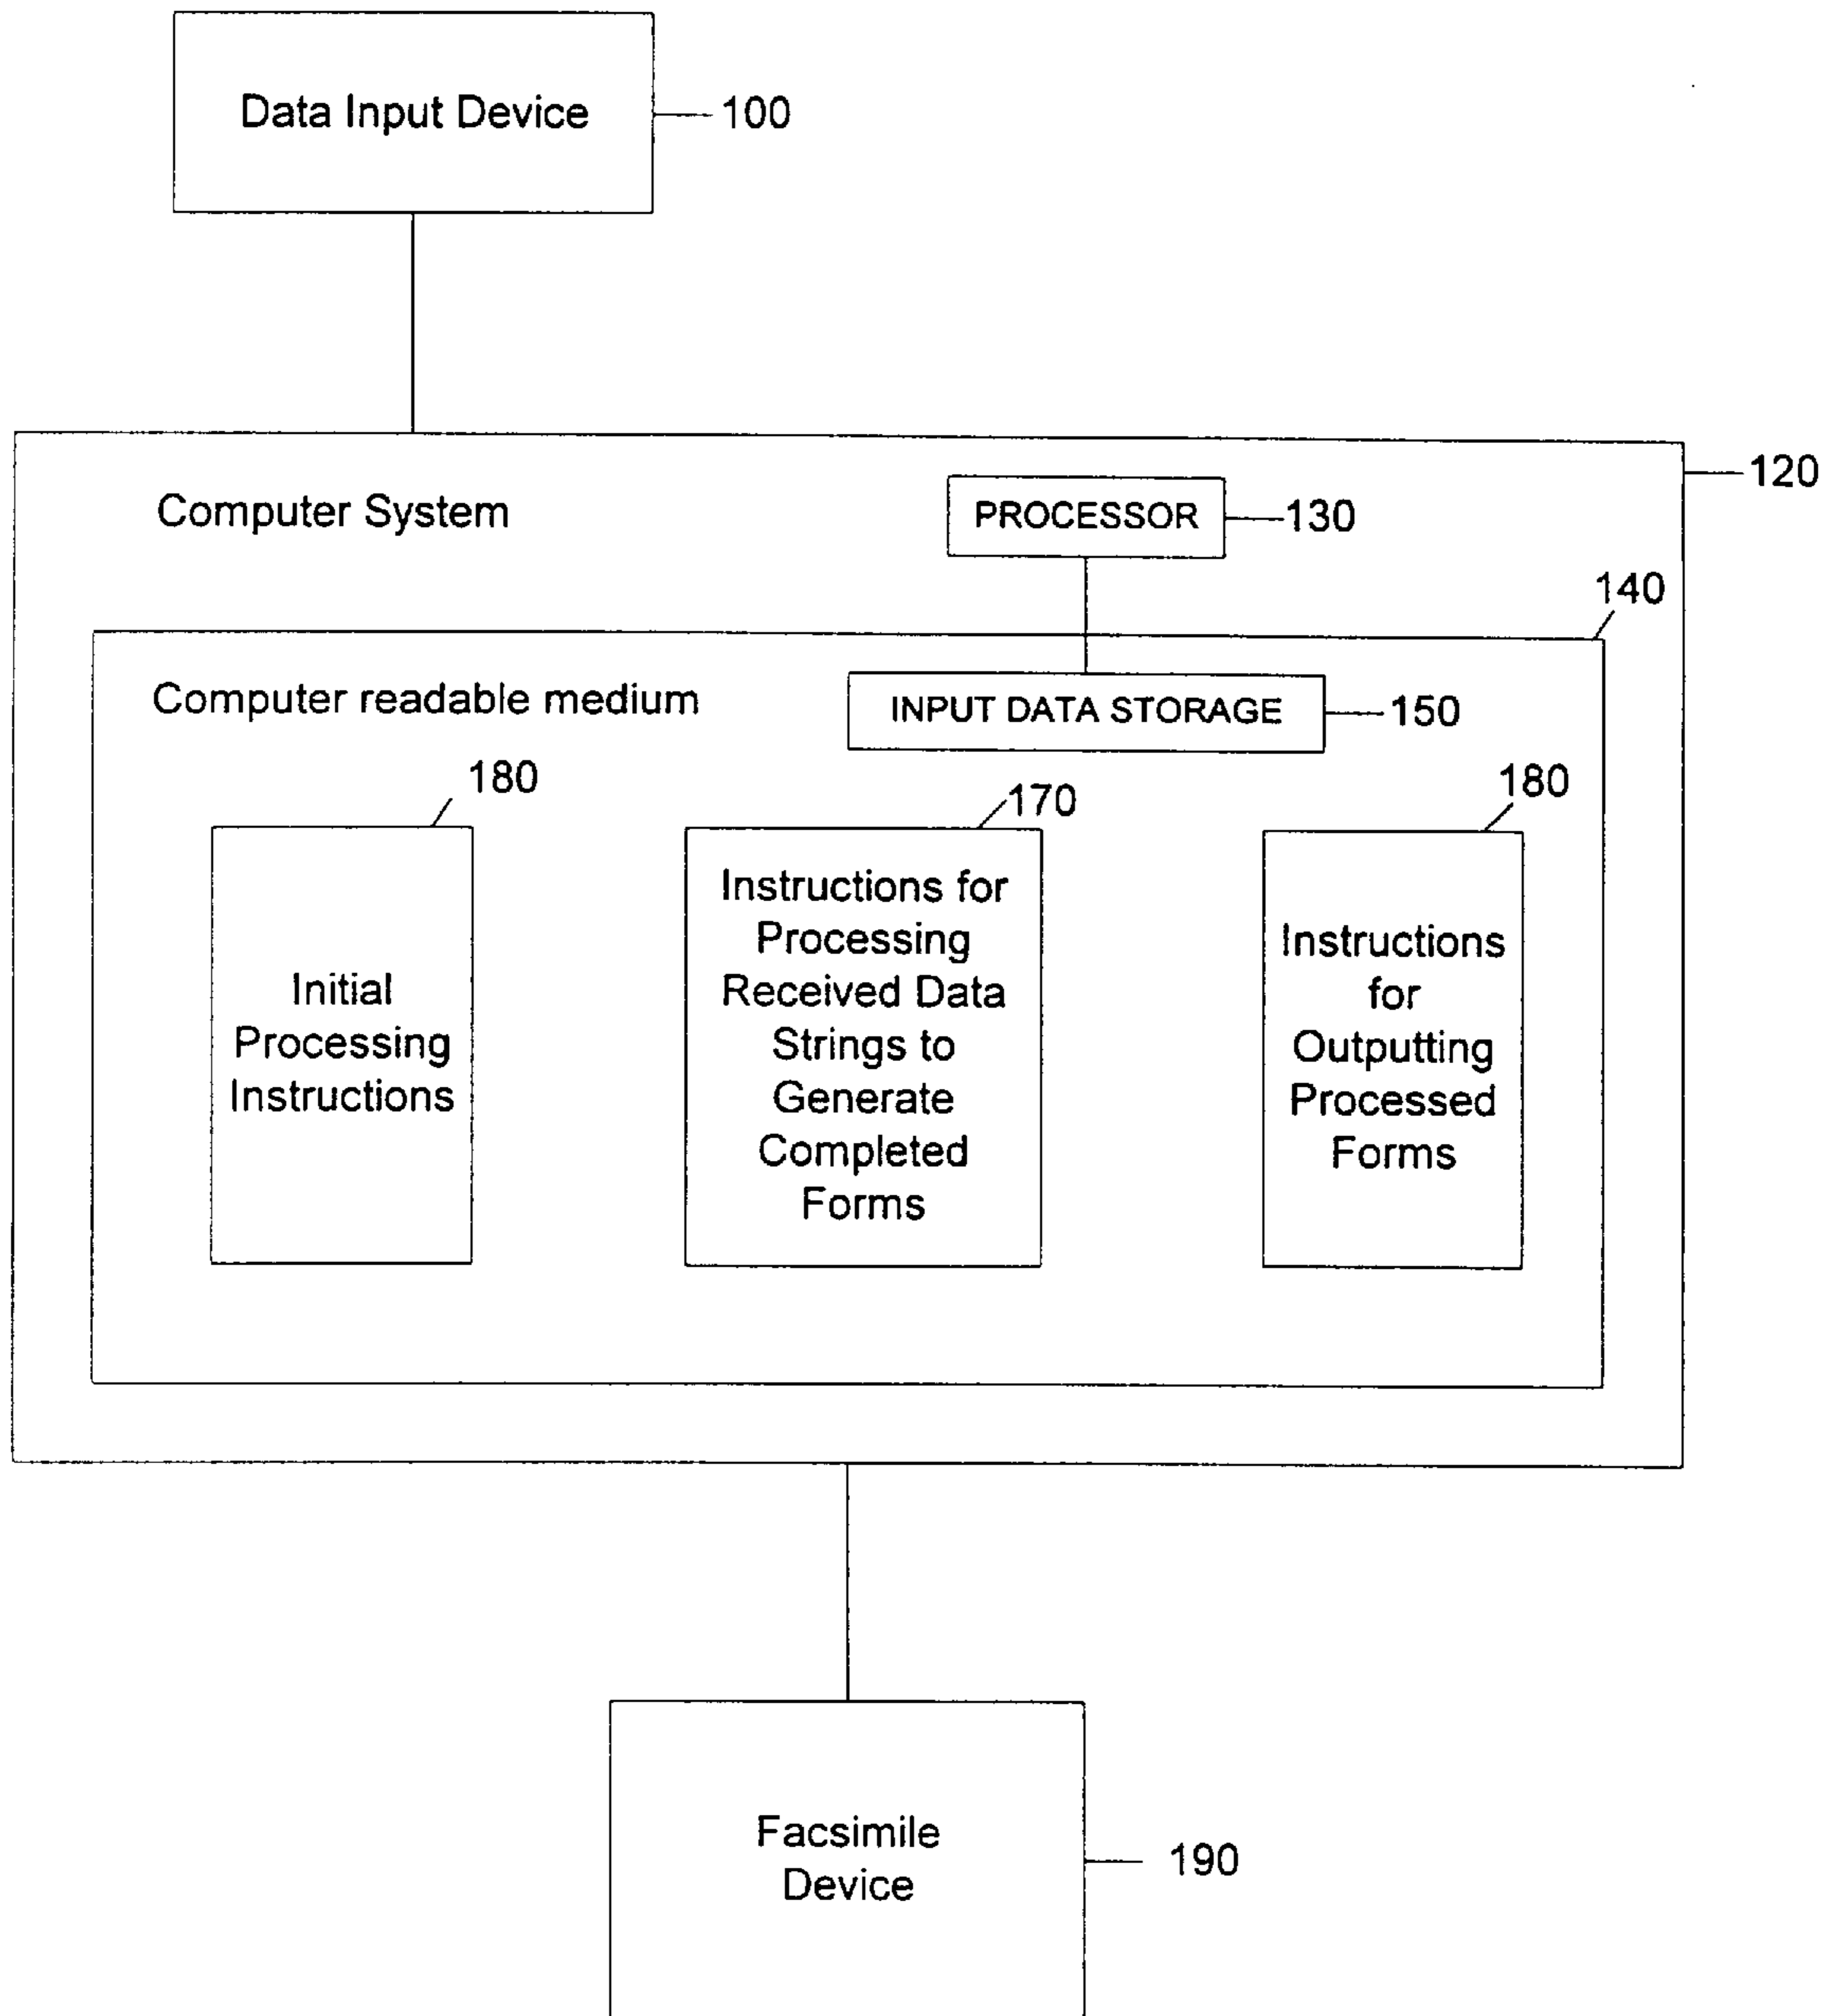 Data Input Device
100
Computer System
120
PROCESSOR
130
140
Computer readable medium
INPUT DATA STORAGE
150
180
Initial
Processing
Instructions
170
Instructions for
Processing
Received Data
Strings to
Generate
Completed
Forms
180
Instructions
for
Outputting
Processed
Forms
Facsimile
Device
190